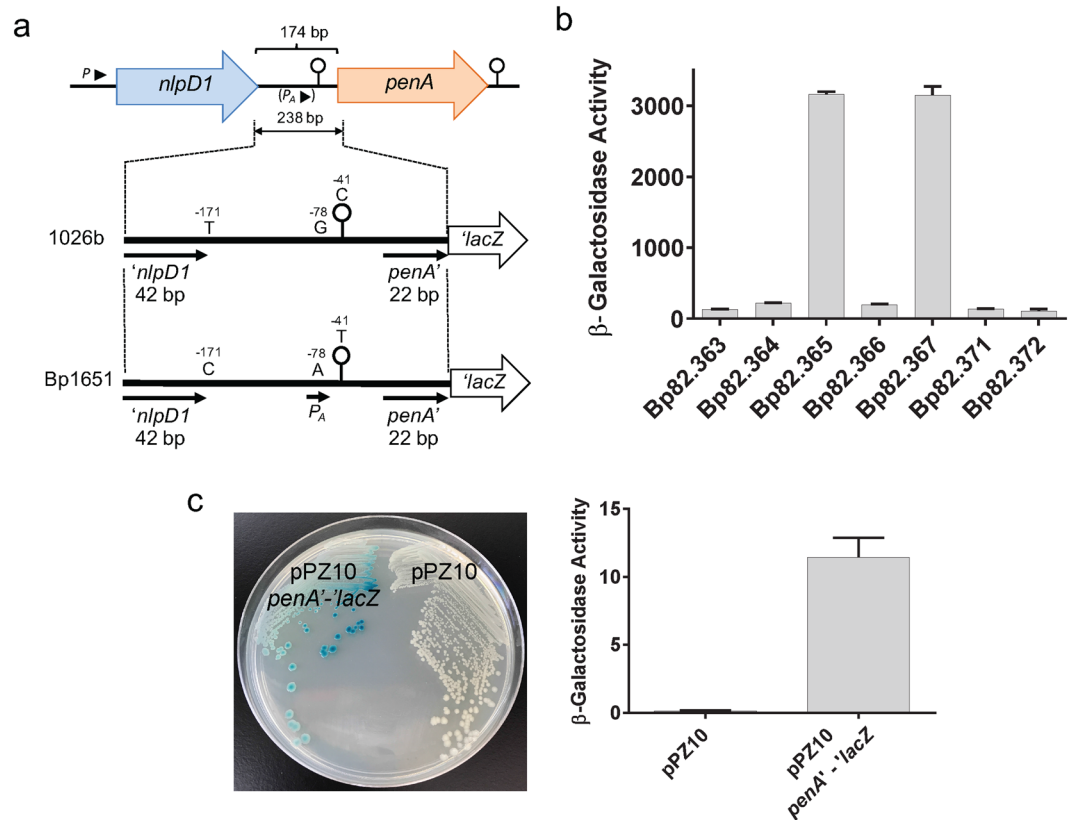 a
174 bp
P
nlpD1
(PA ▶)
penA
238 bp
-41
C
-171
-78
T
G
1026b
'lacZ
'nlpD1
penA'
42 bp
22 bp
-41
T
-171
-78
C
A
Bp1651
'lacZ
'nlpD1
PA
penA'
42 bp
22 bp
b
β- Galactosidase Activity
3000
2000
1000
0
Bp82.363
Bp82.364
Bp82.365
Bp82.366
Bp82.367
Bp82.371
Bp82.372
c
pPZ10
penA'-'lacZ
pPZ10
β-Galactosidase Activity
15
10
5
0
pPZ10
pPZ10
penA' -'lacZ